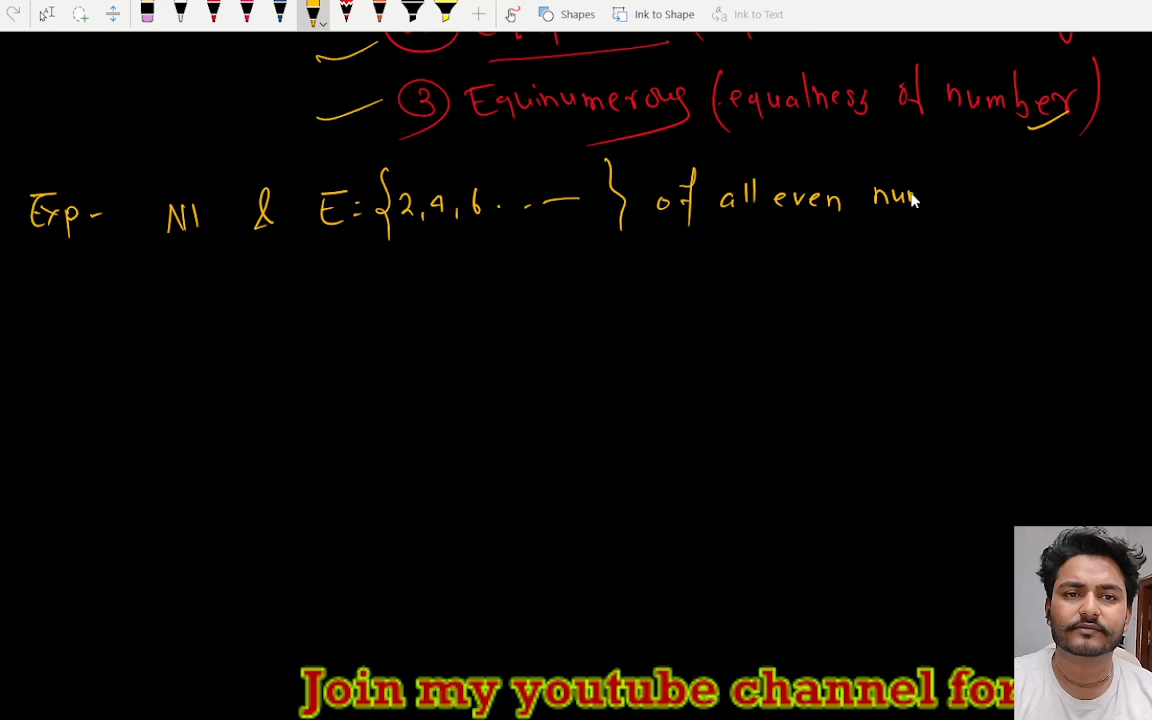 Shapes Ink to Shape Ink to Text
③ Equinumerous (equalness of number)
Exp- N & E = {2, 4, 6. . . — } of all even num
Join my youtube channel for